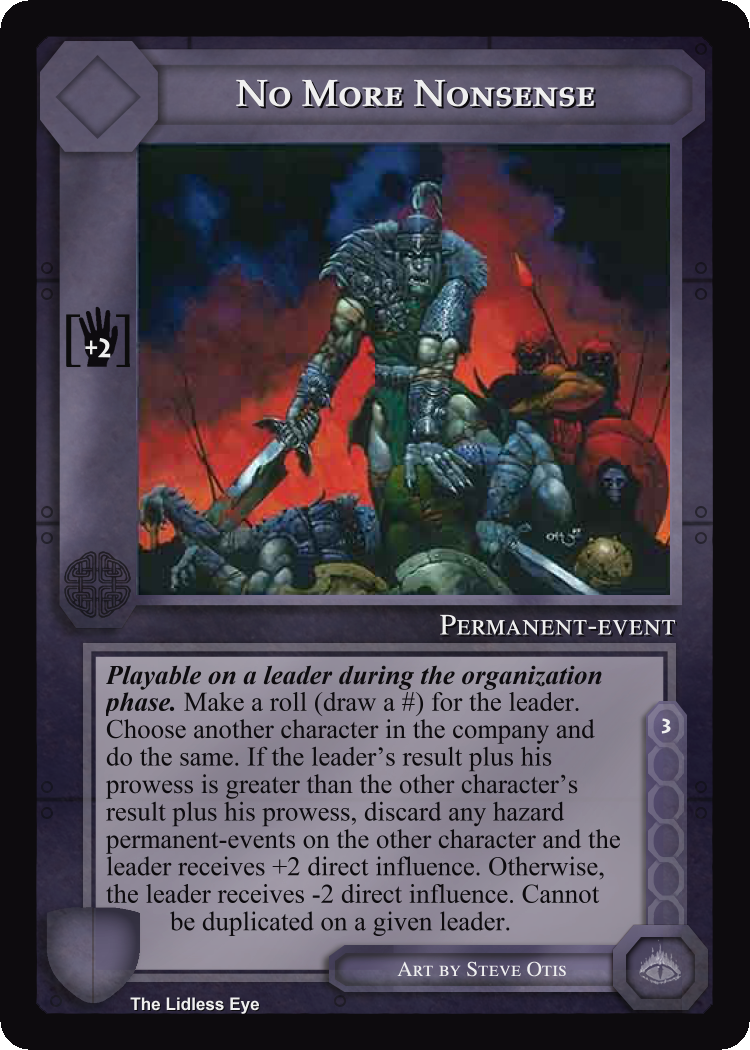 No More Nonsense
[+2]
Otis
Permanent-event
Playable on a leader during the organization
phase. Make a roll (draw a #) for the leader.
Choose another character in the company and
do the same. If the leader's result plus his
prowess is greater than the other character's
result plus his prowess, discard any hazard
permanent-events on the other character and the
leader receives +2 direct influence. Otherwise,
the leader receives -2 direct influence. Cannot
be duplicated on a given leader.
3
Art by Steve Otis
The Lidless Eye